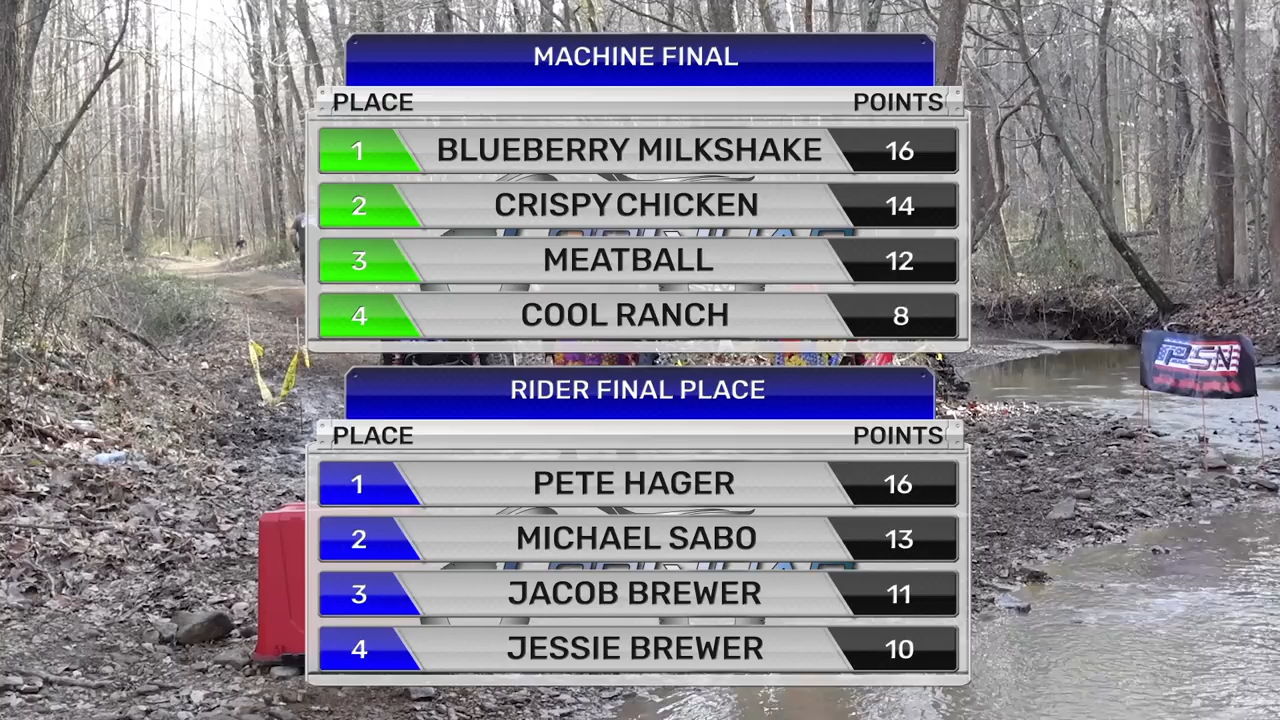 MACHINE FINAL
PLACE POINTS
1 BLUEBERRY MILKSHAKE 16
2 CRISPY CHICKEN 14
3 MEATBALL 12
4 COOL RANCH 8
RIDER FINAL PLACE
PLACE POINTS
1 PETE HAGER 16
2 MICHAEL SABO 13
3 JACOB BREWER 11
4 JESSIE BREWER 10